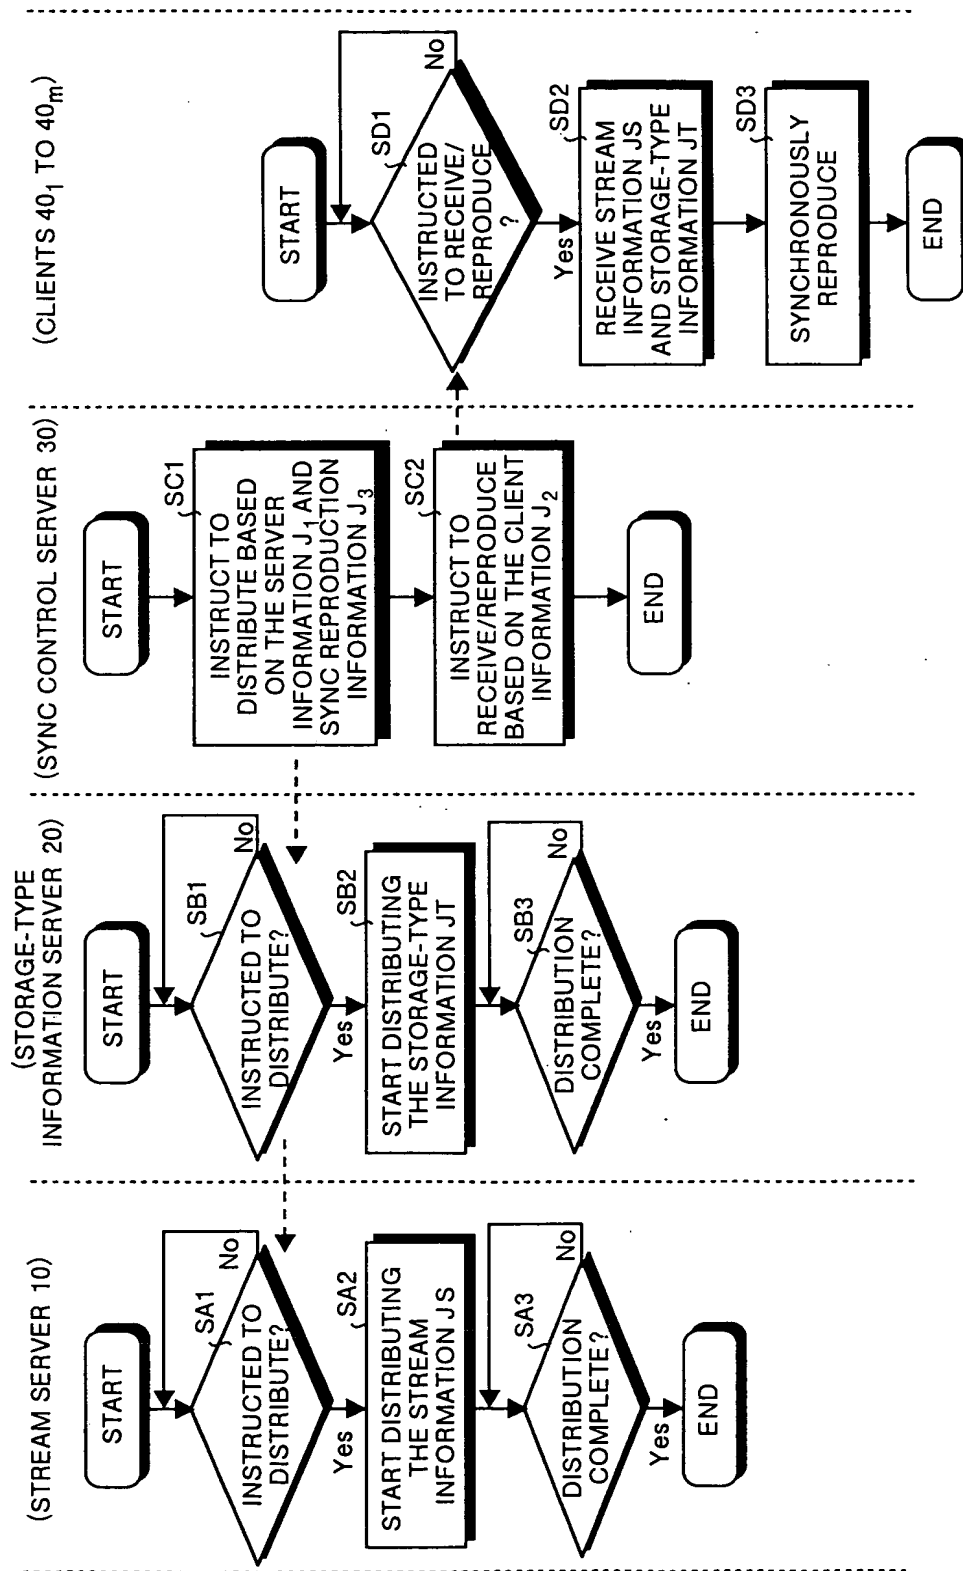 (STREAM SERVER 10)
START
SA1
INSTRUCTED TO
DISTRIBUTE?
No
Yes
SA2
START DISTRIBUTING
THE STREAM
INFORMATION JS
SA3
DISTRIBUTION
COMPLETE?
No
Yes
END
(STORAGE-TYPE
INFORMATION SERVER 20)
START
SB1
INSTRUCTED TO
DISTRIBUTE?
No
Yes
SB2
START DISTRIBUTING
THE STORAGE-TYPE
INFORMATION JT
SB3
DISTRIBUTION
COMPLETE?
No
Yes
END
(SYNC CONTROL SERVER 30)
START
SC1
INSTRUCT TO
DISTRIBUTE BASED
ON THE SERVER
INFORMATION J₁ AND
SYNC REPRODUCTION
INFORMATION J₃
SC2
INSTRUCT TO
RECEIVE/REPRODUCE
BASED ON THE CLIENT
INFORMATION J₂
END
(CLIENTS 40₁ TO 40ₘ)
START
SD1
INSTRUCTED
TO RECEIVE/
REPRODUCE
?
No
Yes
SD2
RECEIVE STREAM
INFORMATION JS
AND STORAGE-TYPE
INFORMATION JT
SD3
SYNCHRONOUSLY
REPRODUCE
END